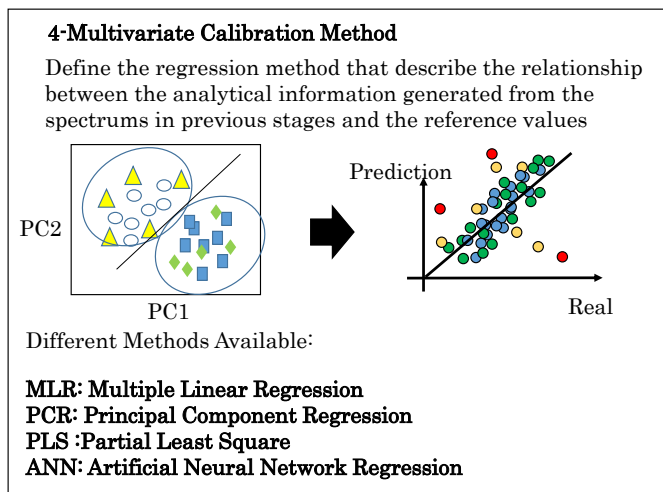 4-Multivariate Calibration Method
Define the regression method that describe the relationship
between the analytical information generated from the
spectrums in previous stages and the reference values
Prediction
PC2
PC1
Real
Different Methods Available:
MLR: Multiple Linear Regression
PCR: Principal Component Regression
PLS :Partial Least Square
ANN: Artificial Neural Network Regression